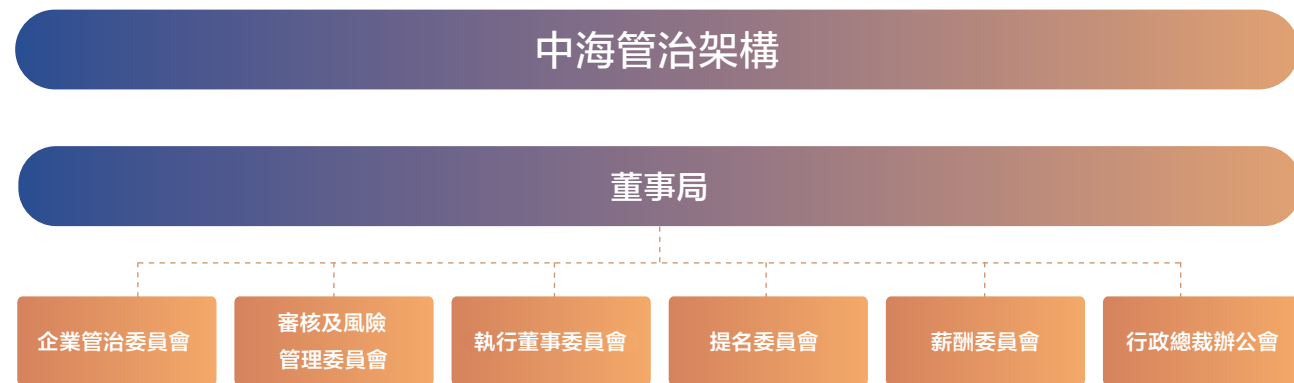 中海管治架構
董事局
企業管治委員會
審核及風險
管理委員會
執行董事委員會
提名委員會
薪酬委員會
行政總裁辦公會